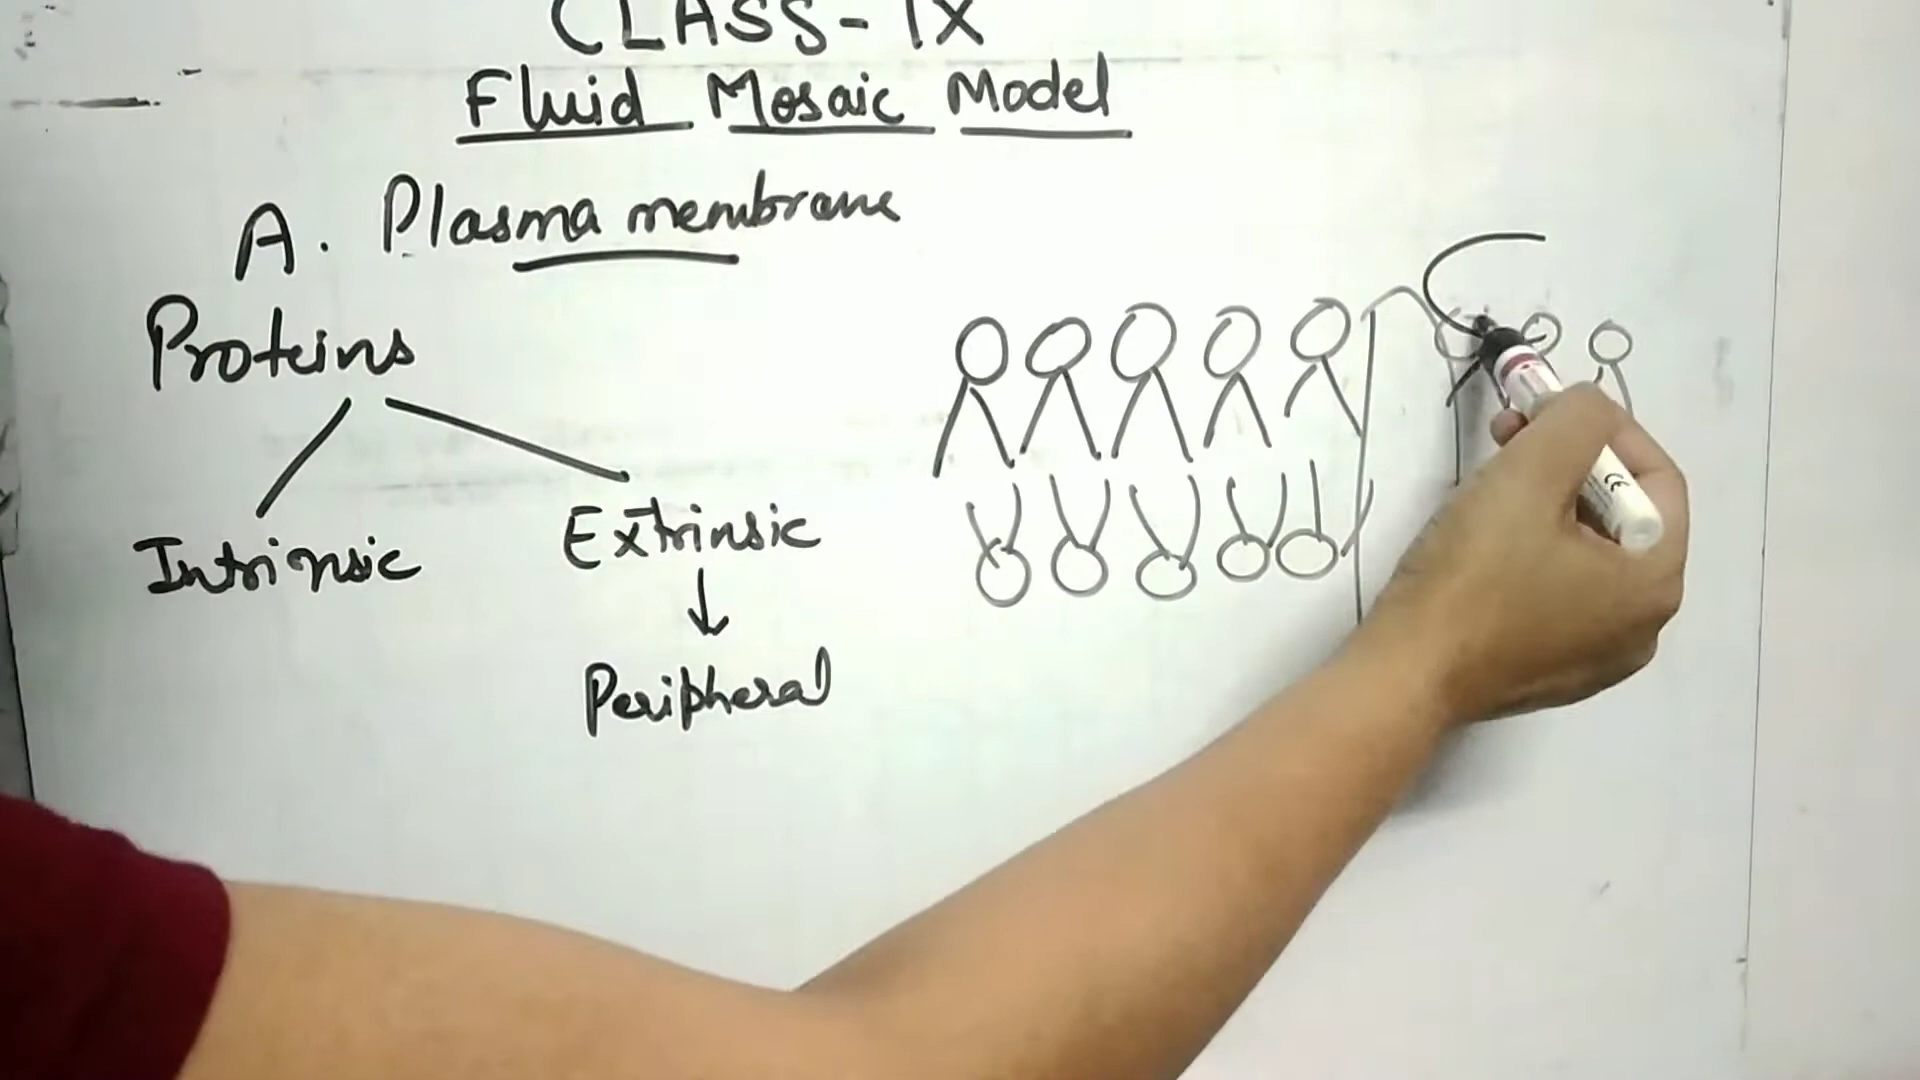 CLASS-IX
Fluid Mosaic Model
A. Plasma membrane
Proteins
Intrinsic
Extrinsic
Peripheral